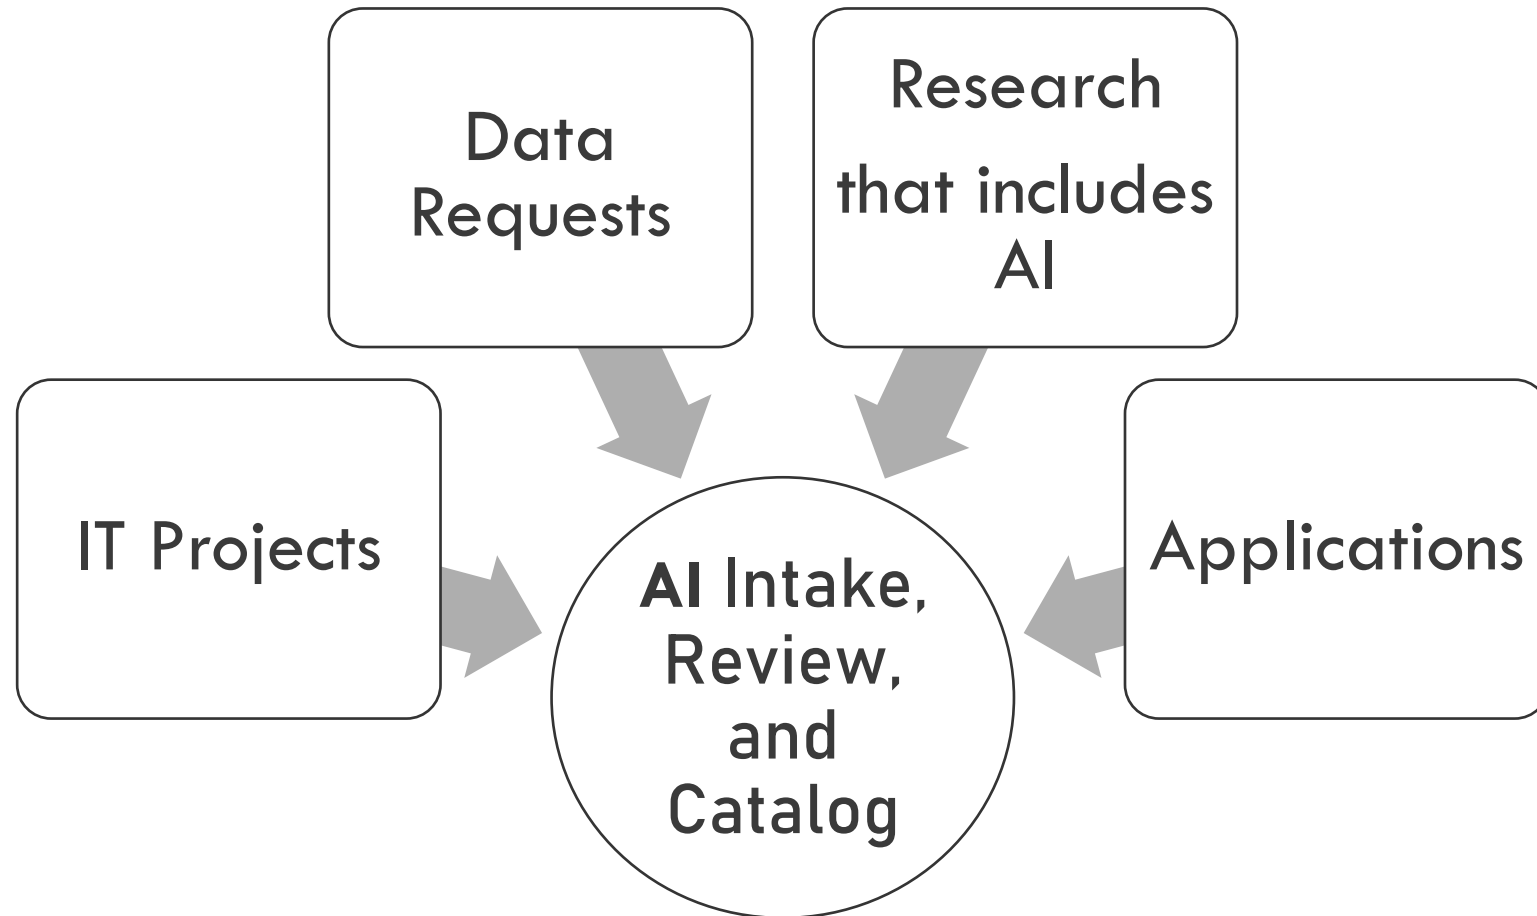 Data
Requests
Research
that includes
AI
IT Projects
Applications
AI Intake,
Review,
and
Catalog